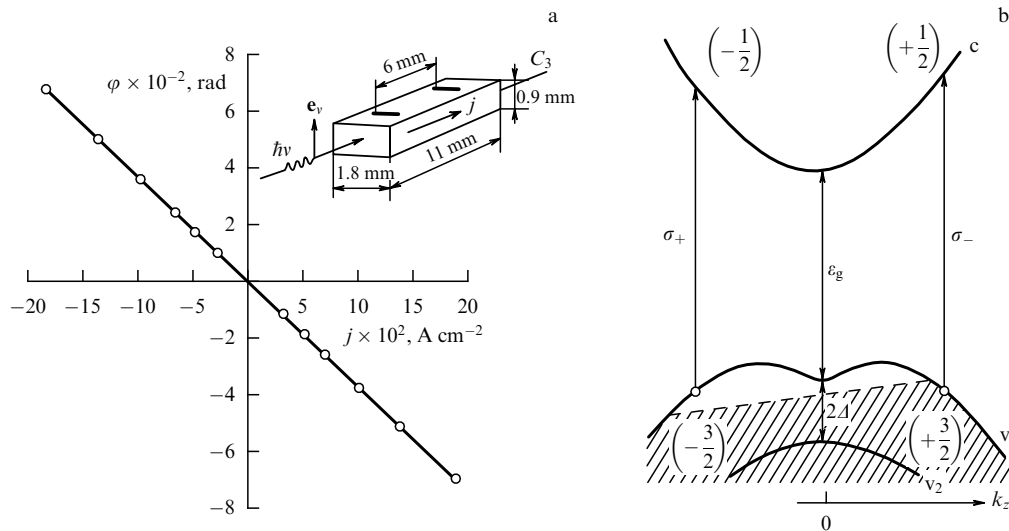 a
φ × 10⁻², rad
8
6
4
2
−2
−4
−6
−8
−20 −15 −10 −5
5 10 15 20
j × 10², A cm⁻²
6 mm
C₃
0.9 mm
e_ν
j
ħν
11 mm
1.8 mm
b
(−1/2)
(+1/2)
c
σ₊
ε_g
σ₋
2Δ
(−3/2)
(+3/2)
v
v₂
k_z
0